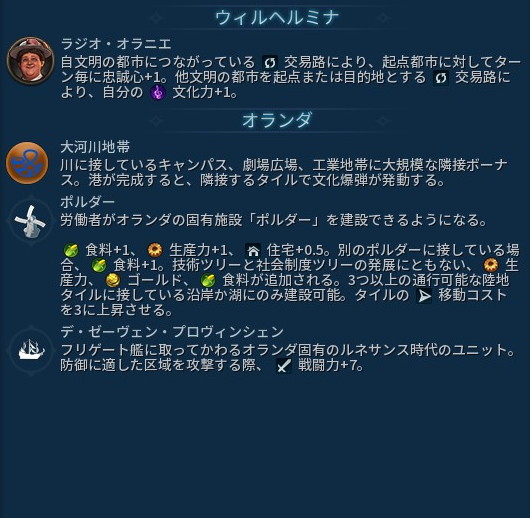 ウィルヘルミナ
ラジオ・オラニエ
自文明の都市につながっている 交易路により、起点都市に対してター
ン毎に忠誠心+1。他文明の都市を起点または目的地とする 交易路に
より、自分の 文化力+1。
オランダ
大河川地帯
川に接しているキャンパス、劇場広場、工業地帯に大規模な隣接ボーナ
ス。港が完成すると、隣接するタイルで文化爆弾が発動する。
ポルダー
労働者がオランダの固有施設「ポルダー」を建設できるようになる。
食料+1、 生産力+1、 住宅+0.5。別のポルダーに接している場
合、 食料+1。技術ツリーと社会制度ツリーの発展にともない、 生
産力、 ゴールド、 食料が追加される。3つ以上の通行可能な陸地
タイルに接している沿岸か湖にのみ建設可能。タイルの 移動コスト
を3に上昇させる。
デ・ゼーヴェン・プロヴィンシェン
フリゲート艦に取ってかわるオランダ固有のルネサンス時代のユニット。
防御に適した区域を攻撃する際、 戦闘力+7。